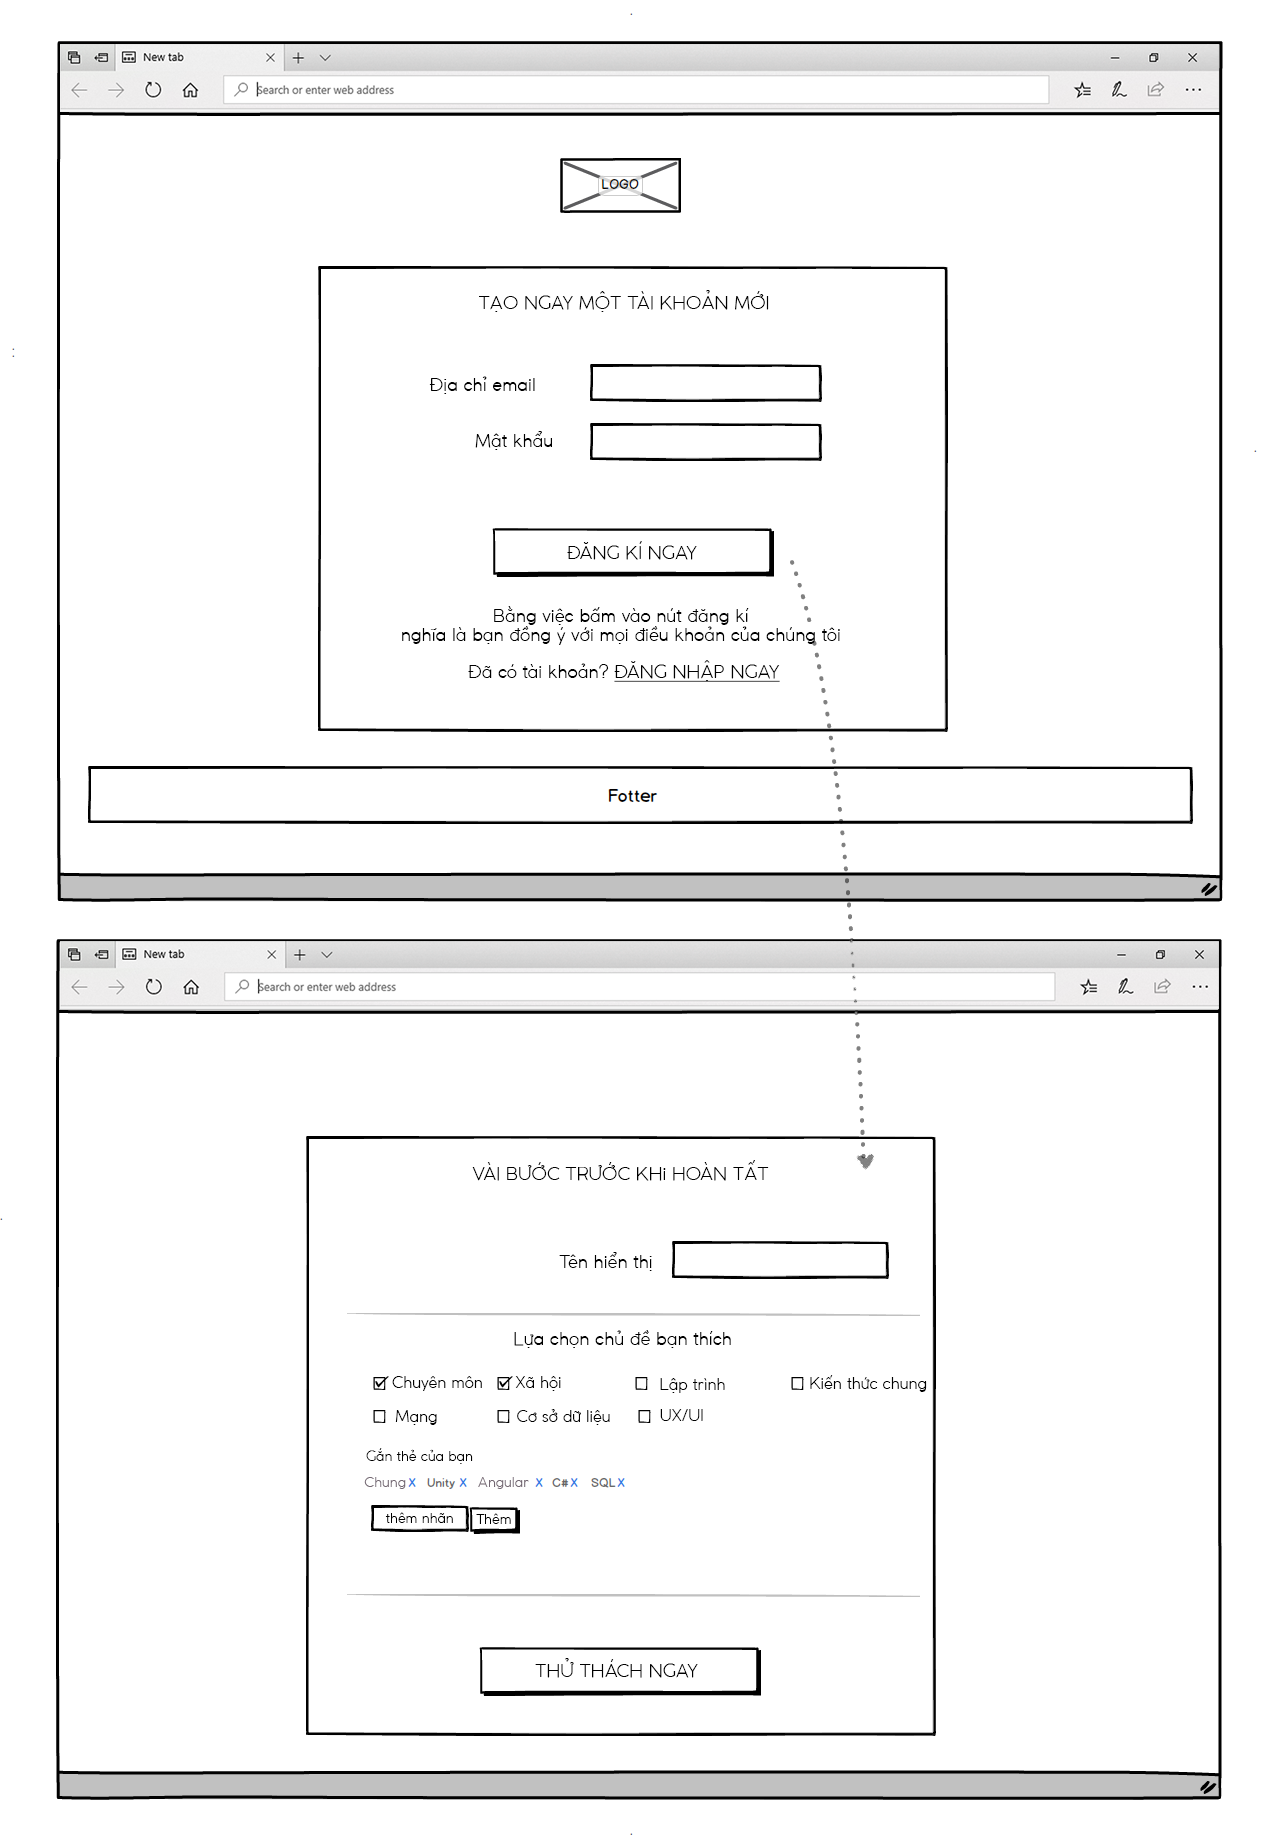 New tab
Search or enter web address
LOGO
TẠO NGAY MỘT TÀI KHOẢN MỚI
Địa chỉ email
Mật khẩu
ĐĂNG KÍ NGAY
Bằng việc bấm vào nút đăng kí
nghĩa là bạn đồng ý với mọi điều khoản của chúng tôi
Đã có tài khoản? ĐĂNG NHẬP NGAY
Fotter
New tab
Search or enter web address
VÀI BƯỚC TRƯỚC KHi HOÀN TẤT
Tên hiển thị
Lựa chọn chủ đề bạn thích
Chuyên môn Xã hội Lập trình Kiến thức chung
Mạng Cơ sở dữ liệu UX/UI
Gắn thẻ của bạn
Chung X Unity X Angular X C# X SQL X
thêm nhãn Thêm
THỬ THÁCH NGAY